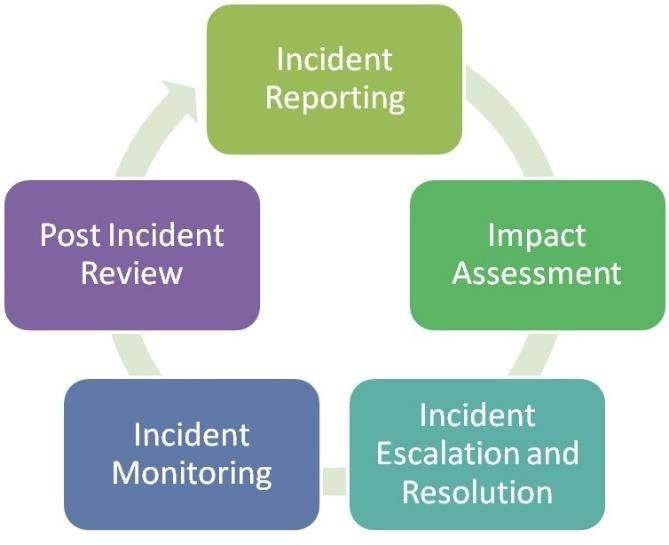 Incident
Reporting
Impact
Assessment
Incident
Escalation and
Resolution
Incident
Monitoring
Post Incident
Review